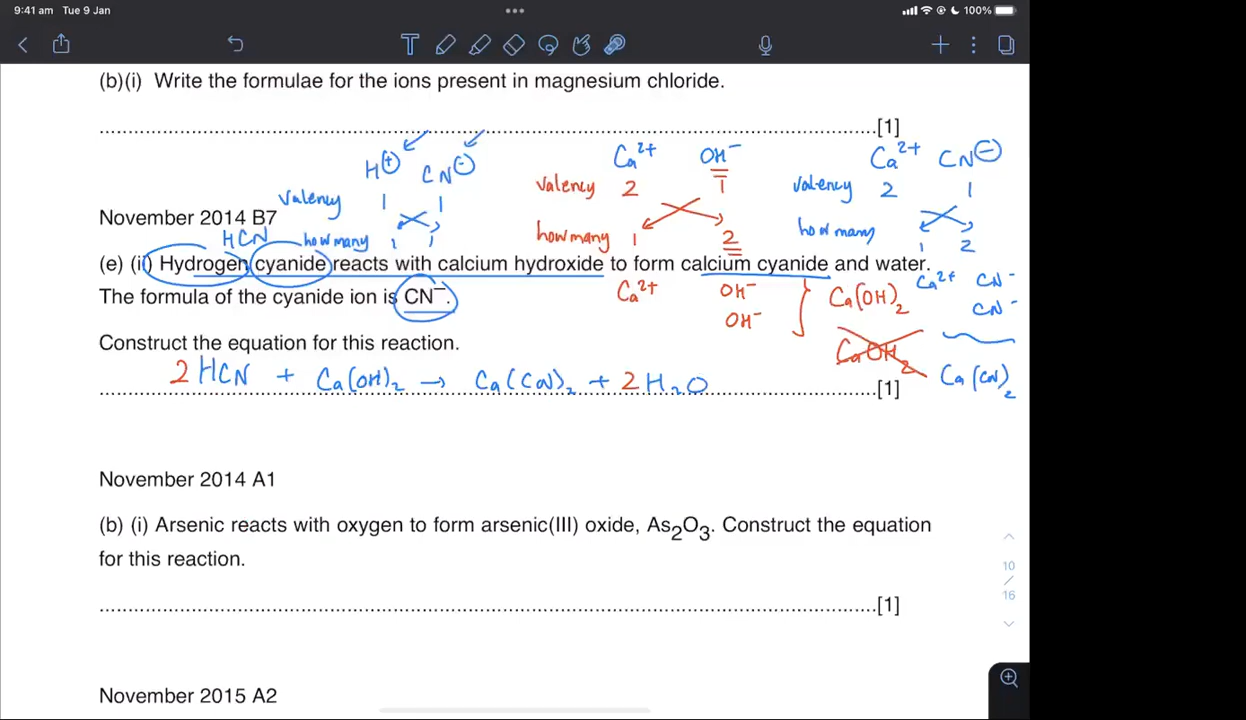 9:41 am Tue 9 Jan
100%
T
(b)(i) Write the formulae for the ions present in magnesium chloride.
[1]
H⁺ CN⁻ Ca²⁺ OH⁻ Ca²⁺ CN⁻
valency 1 1 valency 2 1 valency 2 1
November 2014 B7
HCN how many 1 1 how many 1 2 how many 1 2
(e) (ii) Hydrogen cyanide reacts with calcium hydroxide to form calcium cyanide and water.
The formula of the cyanide ion is CN⁻.
Ca²⁺ OH⁻ Ca(OH)₂ Ca²⁺ CN⁻
OH⁻ CN⁻
Construct the equation for this reaction.
CaOH₂
2HCN + Ca(OH)₂ → Ca(CN)₂ + 2H₂O
[1]
Ca(CN)₂
November 2014 A1
(b) (i) Arsenic reacts with oxygen to form arsenic(III) oxide, As₂O₃. Construct the equation
for this reaction.
[1]
10
/
16
November 2015 A2